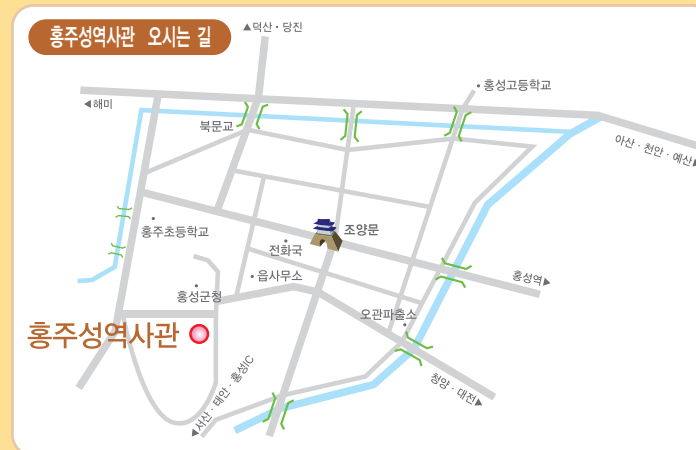 홍주성역사관 오시는 길
▲덕산 · 당진
• 홍성고등학교
◀해미
북문교
아산 · 천안 · 예산▶
조양문
홍주초등학교
전화국
• 읍사무소
홍성역▶
홍성군청
오관파출소
홍주성역사관
◀서산 · 태안 · 홍성IC
청양 · 대전▶